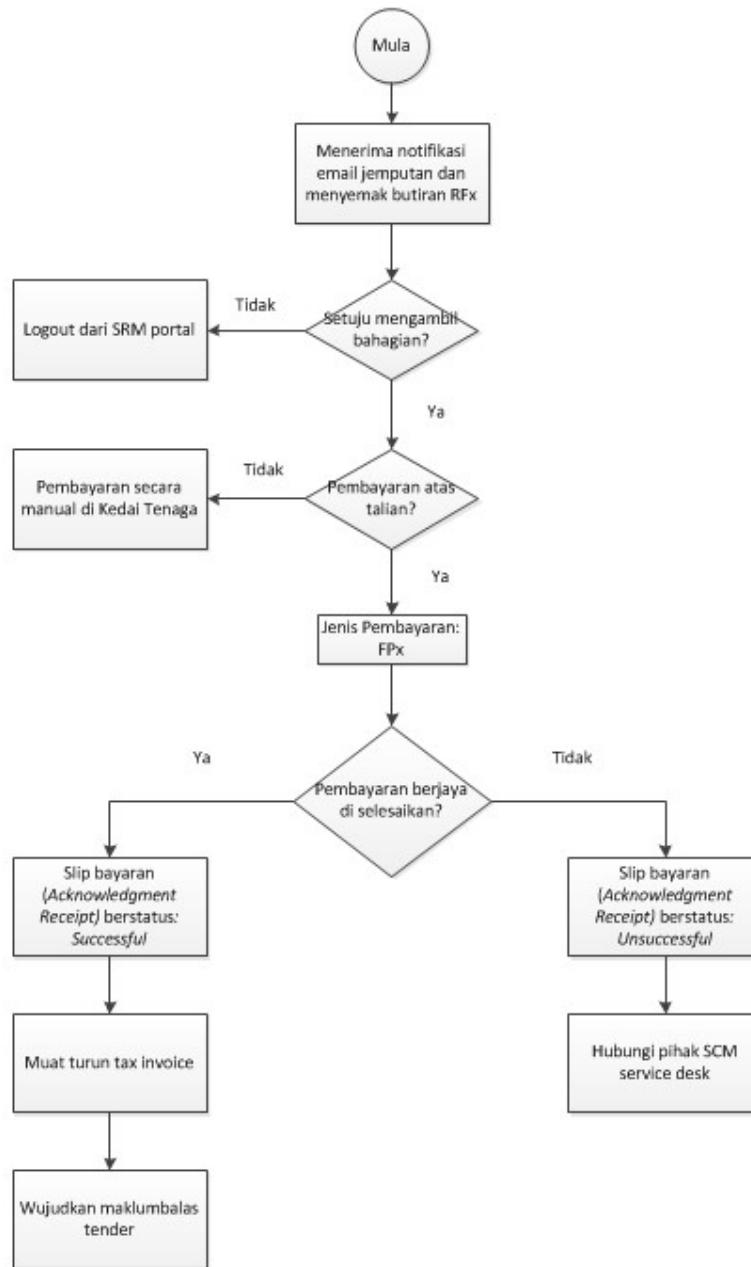 Mula
Menerima notifikasi
email jemputan dan
menyemak butiran RFx
Tidak
Setuju mengambil
bahagian?
Logout dari SRM portal
Ya
Tidak
Pembayaran atas
talian?
Pembayaran secara
manual di Kedai Tenaga
Ya
Jenis Pembayaran:
FPx
Ya
Tidak
Pembayaran berjaya
di selesaikan?
Slip bayaran
(Acknowledgment
Receipt) berstatus:
Successful
Slip bayaran
(Acknowledgment
Receipt) berstatus:
Unsuccessful
Muat turun tax invoice
Hubungi pihak SCM
service desk
Wujudkan maklumbalas
tender